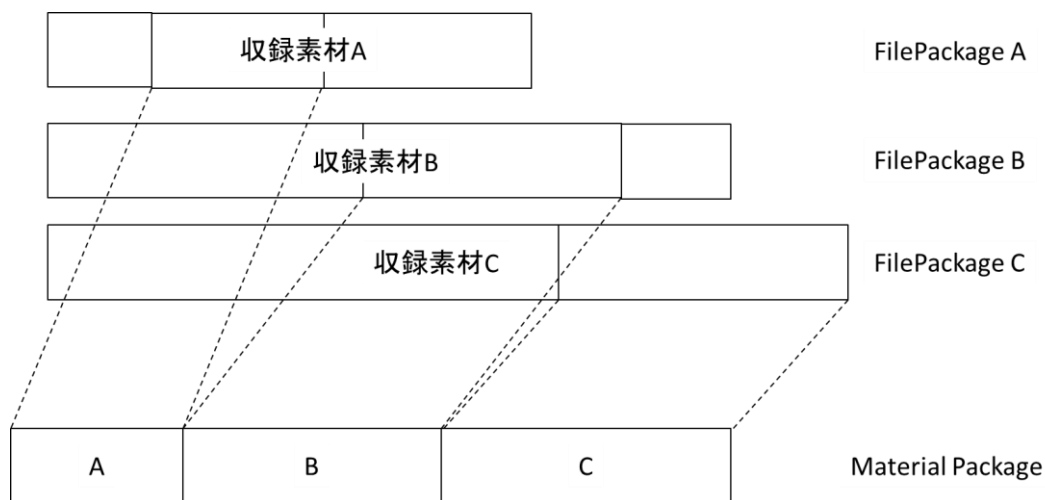 収録素材A FilePackage A
収録素材B FilePackage B
収録素材C FilePackage C
A B C Material Package